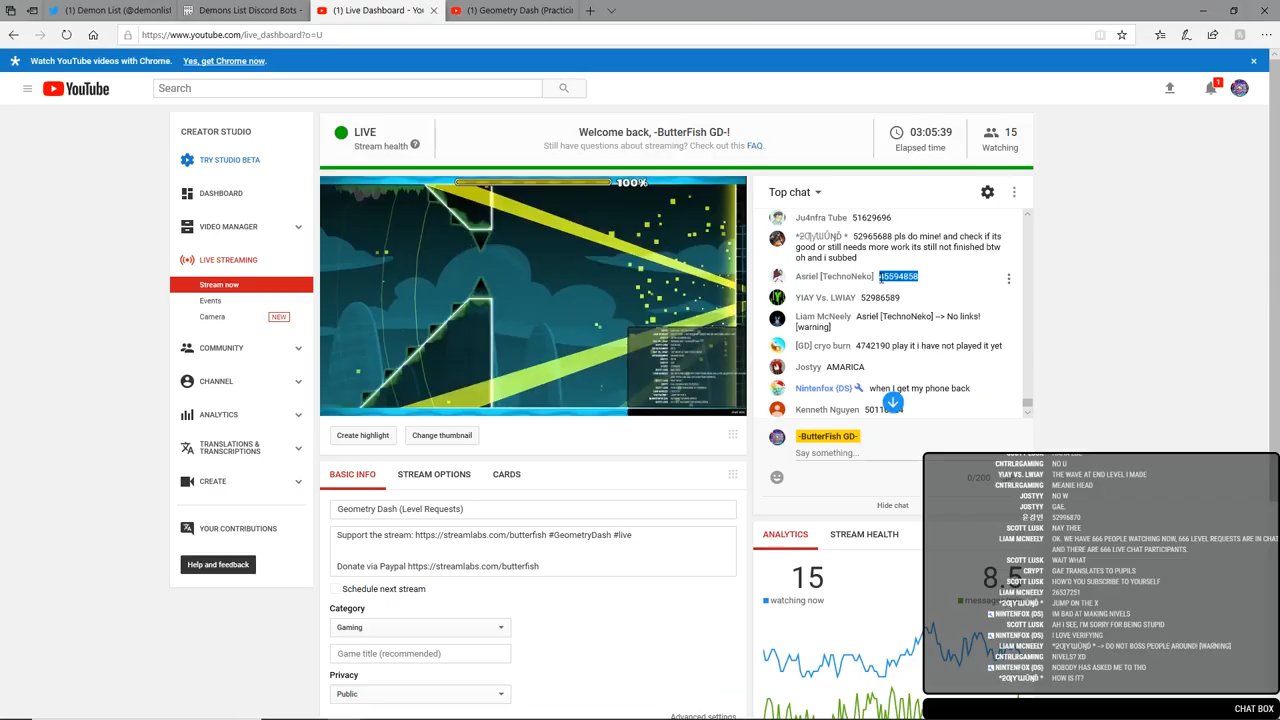 (1) Demon List (@demonlist
Demons List Discord Bots -
(1) Live Dashboard - Yo
(1) Geometry Dash (Practic
https://www.youtube.com/live_dashboard?o=U
Watch YouTube videos with Chrome. Yes, get Chrome now.
YouTube
Search
1
CREATOR STUDIO
TRY STUDIO BETA
DASHBOARD
VIDEO MANAGER
LIVE STREAMING
Stream now
Events
Camera NEW
COMMUNITY
CHANNEL
ANALYTICS
TRANSLATIONS &
TRANSCRIPTIONS
CREATE
YOUR CONTRIBUTIONS
Help and feedback
LIVE
Stream health
Welcome back, -ButterFish GD-!
Still have questions about streaming? Check out this FAQ.
03:05:39
Elapsed time
15
Watching
100%
Create highlight
Change thumbnail
BASIC INFO STREAM OPTIONS CARDS
Geometry Dash (Level Requests)
Support the stream: https://streamlabs.com/butterfish #GeometryDash #live
Donate via Paypal https://streamlabs.com/butterfish
Schedule next stream
Category
Gaming
Game title (recommended)
Privacy
Public
Advanced settings
Top chat
Ju4nfra Tube 51629696
52965688 pls do mine! and check if its
good or still needs more work its still not finished btw
oh and i subbed
Asriel [TechnoNeko] 45594858
YIAY Vs. LWIAY 52986589
Liam McNeely Asriel [TechnoNeko] --> No links!
[warning]
[GD] cryo burn 4742190 play it i have not played it yet
Jostyy AMARICA
Nintenfox {DS} when I get my phone back
Kenneth Nguyen
-ButterFish GD-
Say something...
0/200
Hide chat
ANALYTICS STREAM HEALTH
15
watching now
8.5
CNTRLRGAMING NO U
YIAY VS. LWIAY THE WAVE AT END LEVEL I MADE
CNTRLRGAMING MEANIE HEAD
JOSTYY NO W
JOSTYY GAE.
윤경민 52996870
SCOTT LUSK NAY THEE
LIAM MCNEELY OK. WE HAVE 666 PEOPLE WATCHING NOW, 666 LEVEL REQUESTS ARE IN CHAT
AND THERE ARE 666 LIVE CHAT PARTICIPANTS.
SCOTT LUSK WAIT WHAT
CRYPT GAE TRANSLATES TO PUPILS
SCOTT LUSK HOW'D YOU SUBSCRIBE TO YOURSELF
LIAM MCNEELY 26537251
JUMP ON THE X
NINTENFOX {DS} IM BAD AT MAKING NIVELS
SCOTT LUSK AH I SEE, I'M SORRY FOR BEING STUPID
NINTENFOX {DS} I LOVE VERIFYING
LIAM MCNEELY --> DO NOT BOSS PEOPLE AROUND! [WARNING]
CNTRLRGAMING NIVELS? XD
NINTENFOX {DS} NOBODY HAS ASKED ME TO THO
HOW IS IT?
CHAT BOX